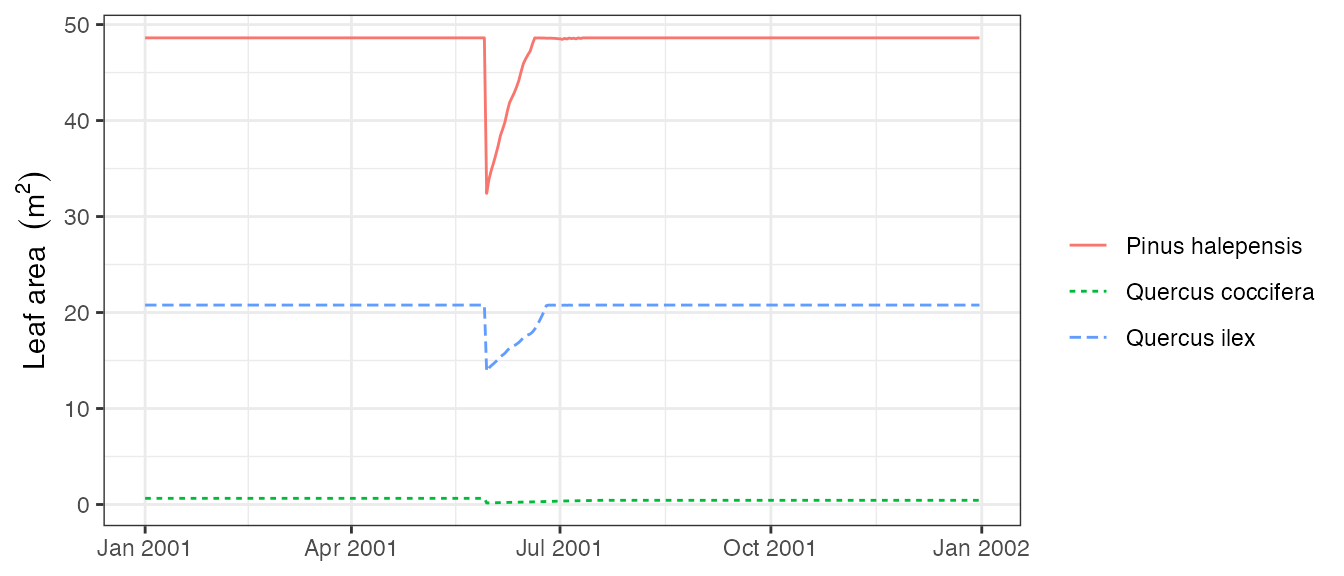 50
40
30
20
10
0
Leaf area (m²)
Jan 2001
Apr 2001
Jul 2001
Oct 2001
Jan 2002
Pinus halepensis
Quercus coccifera
Quercus ilex